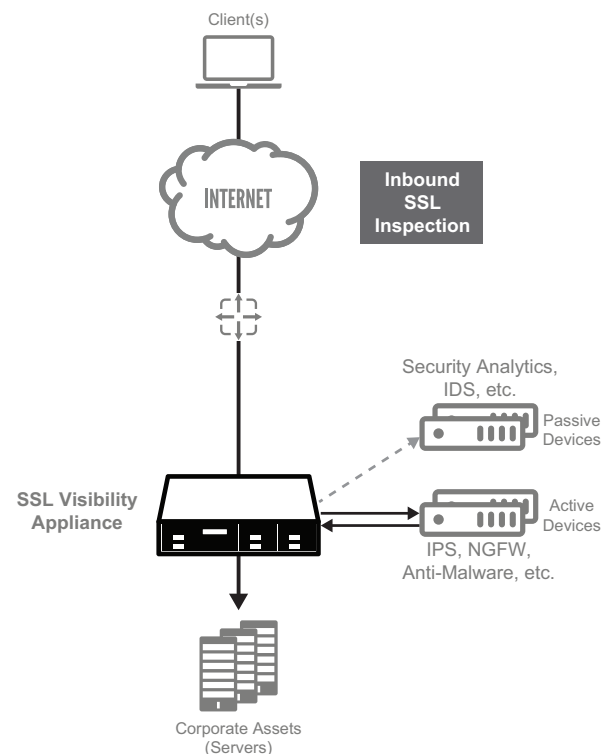 Client(s)
INTERNET
Inbound
SSL
Inspection
Security Analytics,
IDS, etc.
Passive
Devices
SSL Visibility
Appliance
Active
Devices
IPS, NGFW,
Anti-Malware, etc.
Corporate Assets
(Servers)